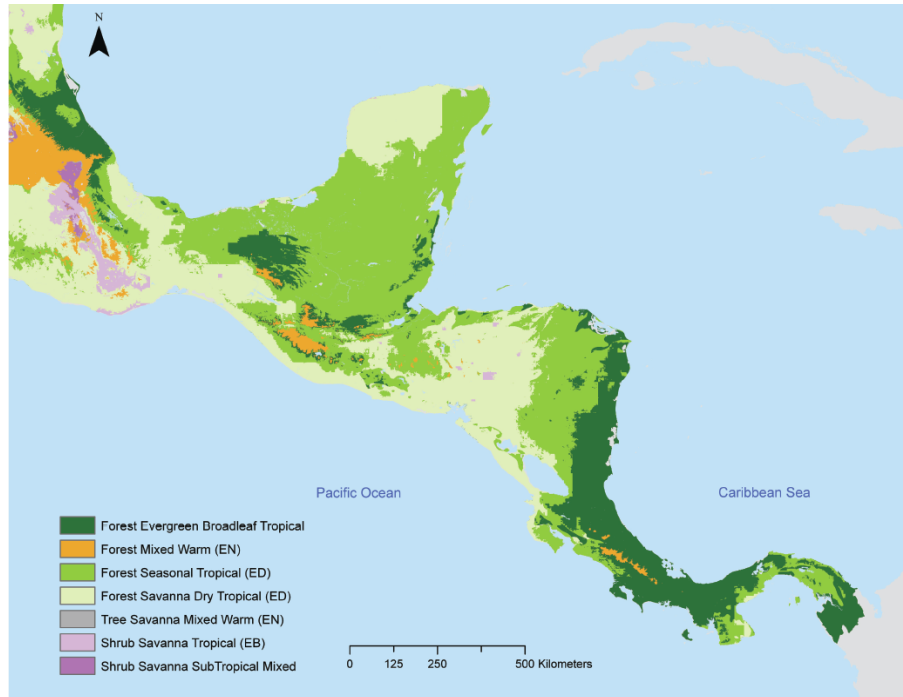 N
Pacific Ocean
Caribbean Sea
Forest Evergreen Broadleaf Tropical
Forest Mixed Warm (EN)
Forest Seasonal Tropical (ED)
Forest Savanna Dry Tropical (ED)
Tree Savanna Mixed Warm (EN)
Shrub Savanna Tropical (EB)
Shrub Savanna SubTropical Mixed
0 125 250 500 Kilometers